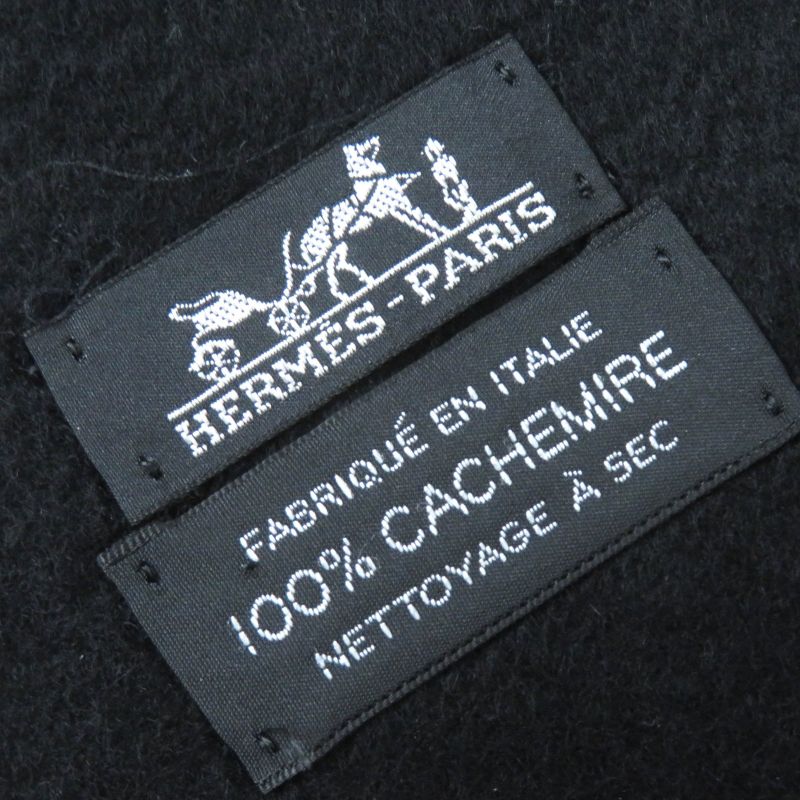 HERMÈS-PARIS
FABRIQUÉ EN ITALIE
100% CACHEMIRE
NETTOYAGE À SEC